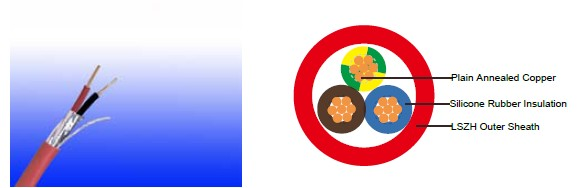 Plain Annealed Copper
Silicone Rubber Insulation
LSZH Outer Sheath